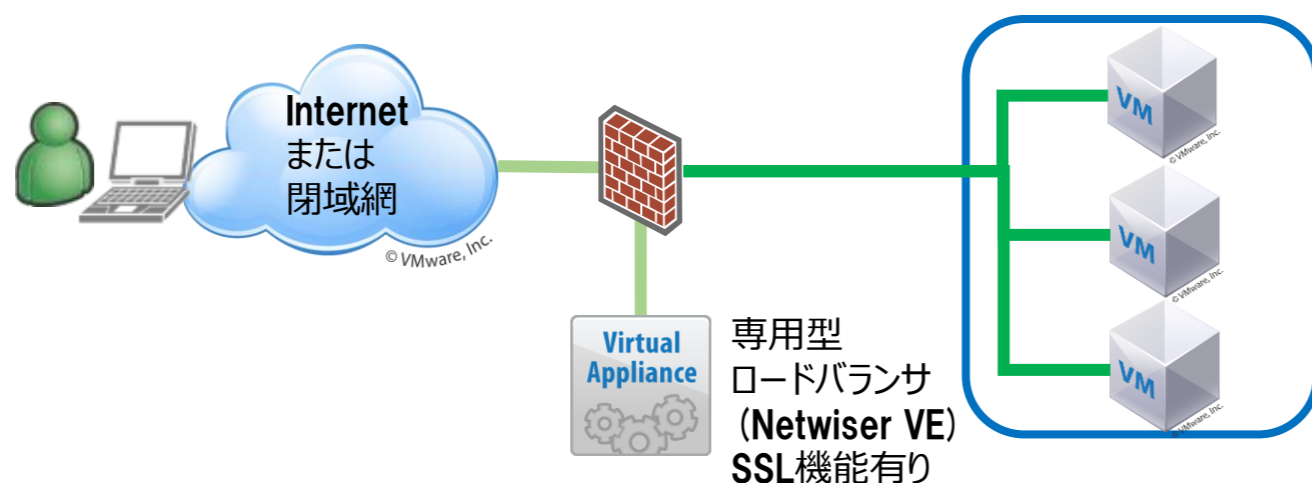 Internet
または
閉域網
© VMware, Inc.
VM
© VMware, Inc.
VM
© VMware, Inc.
VM
© VMware, Inc.
Virtual
Appliance
専用型
ロードバランサ
(Netwiser VE)
SSL機能有り